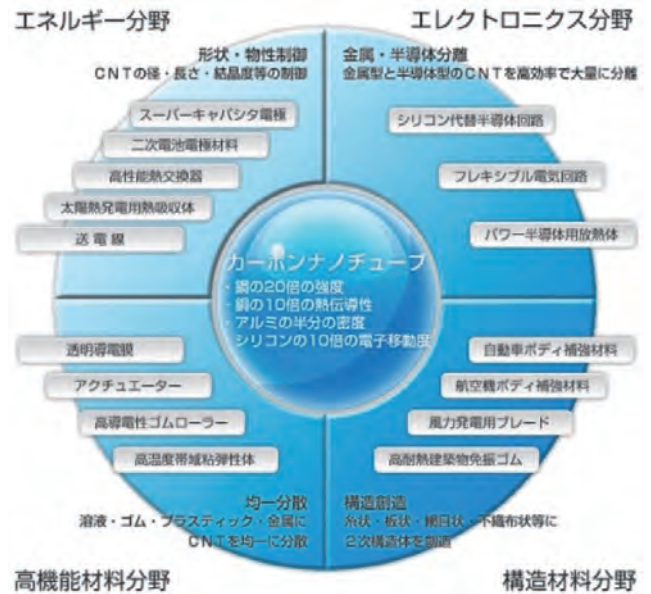 エネルギー分野
エレクトロニクス分野
形状・物性制御
CNTの径・長さ・結晶度等の制御
金属・半導体分離
金属型と半導体型のCNTを高効率で大量に分離
スーパーキャパシタ電極
二次電池電極材料
高性能熱交換器
太陽熱発電用熱吸収体
送電線
シリコン代替半導体回路
フレキシブル電気回路
パワー半導体用放熱体
カーボンナノチューブ
・鋼の20倍の強度
・銅の10倍の熱伝導性
・アルミの半分の密度
シリコンの10倍の電子移動度
透明導電膜
アクチュエーター
高導電性ゴムローラー
高温度帯域粘弾性体
自動車ボディ補強材料
航空機ボディ補強材料
風力発電用ブレード
高耐熱建築物免振ゴム
均一分散
溶液・ゴム・プラスティック・金属に
CNTを均一に分散
構造創造
糸状・板状・網目状・不織布状等に
2次構造体を創造
高機能材料分野
構造材料分野